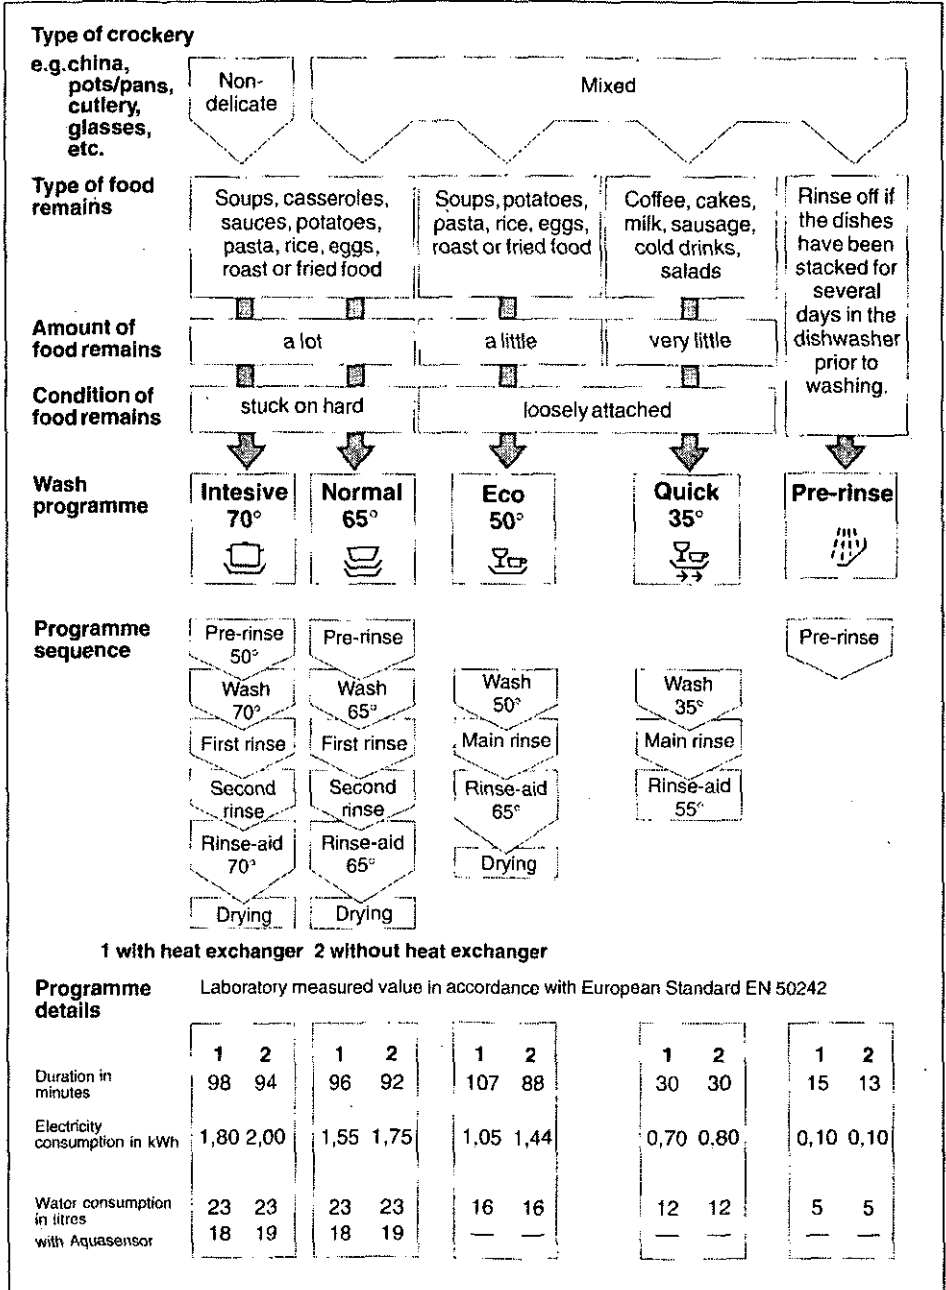 Type of crockery
e.g.china,
pots/pans,
cutlery,
glasses,
etc.
Non-
delicate
Mixed
Type of food
remains
Soups, casseroles,
sauces, potatoes,
pasta, rice, eggs,
roast or fried food
Soups, potatoes,
pasta, rice, eggs,
roast or fried food
Coffee, cakes,
milk, sausage,
cold drinks,
salads
Rinse off if
the dishes
have been
stacked for
several
days in the
dishwasher
prior to
washing.
Amount of
food remains
a lot
a little
very little
Condition of
food remains
stuck on hard
loosely attached
Wash
programme
Intesive
70°
Normal
65°
Eco
50°
Quick
35°
Pre-rinse
Programme
sequence
Pre-rinse
50°
Wash
70°
First rinse
Second
rinse
Rinse-aid
70°
Drying
Pre-rinse
Wash
65°
First rinse
Second
rinse
Rinse-aid
65°
Drying
Wash
50°
Main rinse
Rinse-aid
65°
Drying
Wash
35°
Main rinse
Rinse-aid
55°
Pre-rinse
1 with heat exchanger 2 without heat exchanger
Programme
details
Laboratory measured value in accordance with European Standard EN 50242
1 2 1 2 1 2 1 2 1 2
Duration in
minutes
98 94 96 92 107 88 30 30 15 13
Electricity
consumption in kWh
1,80 2,00 1,55 1,75 1,05 1,44 0,70 0,80 0,10 0,10
Water consumption
in litres
23 23 23 23 16 16 12 12 5 5
with Aquasensor
18 19 18 19 — — — — — —